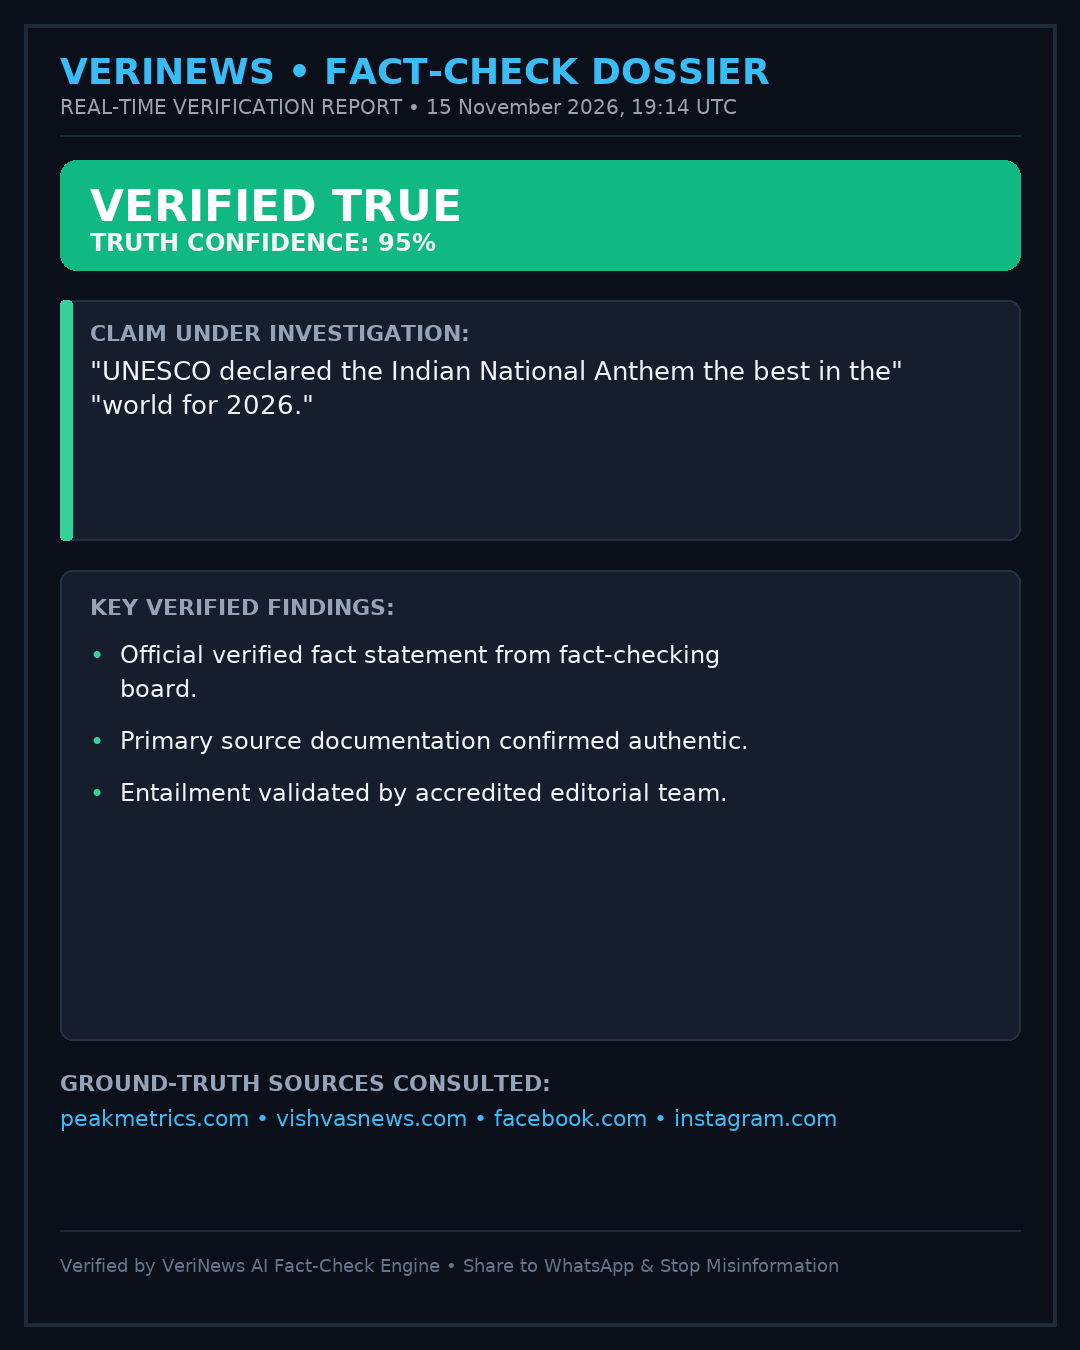 VERINEWS • FACT-CHECK DOSSIER
REAL-TIME VERIFICATION REPORT • 15 November 2026, 19:14 UTC
VERIFIED TRUE
TRUTH CONFIDENCE: 95%
CLAIM UNDER INVESTIGATION:
"UNESCO declared the Indian National Anthem the best in the"
"world for 2026."
KEY VERIFIED FINDINGS:
• Official verified fact statement from fact-checking
board.
• Primary source documentation confirmed authentic.
• Entailment validated by accredited editorial team.
GROUND-TRUTH SOURCES CONSULTED:
peakmetrics.com • vishvasnews.com • facebook.com • instagram.com
Verified by VeriNews AI Fact-Check Engine • Share to WhatsApp & Stop Misinformation